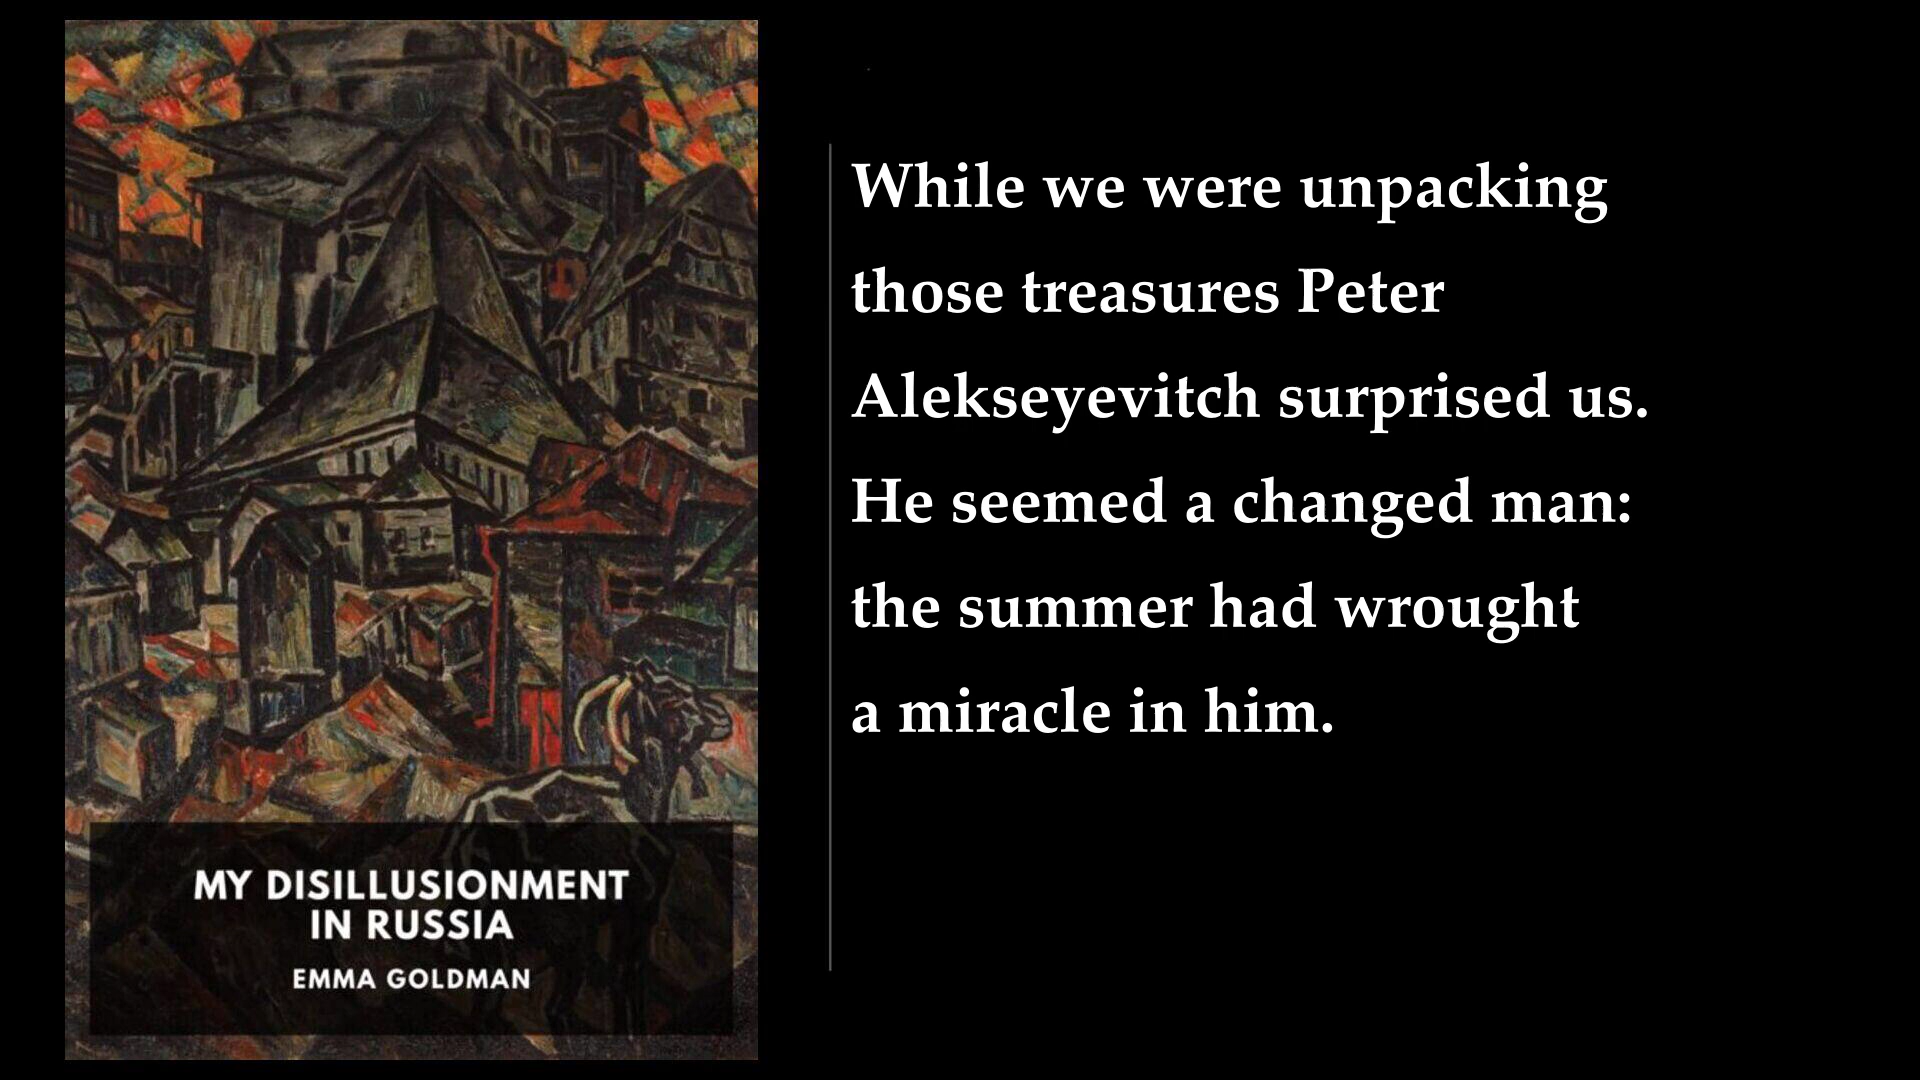 MY DISILLUSIONMENT
IN RUSSIA
EMMA GOLDMAN
While we were unpacking
those treasures Peter
Alekseyevitch surprised us.
He seemed a changed man:
the summer had wrought
a miracle in him.